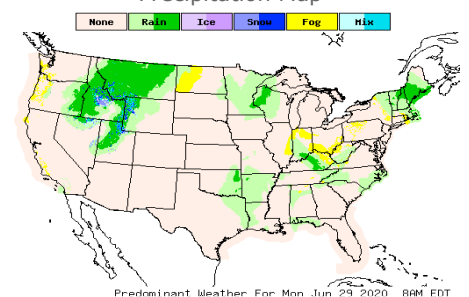 Precipitation Map
None Rain Ice Snow Fog Mix
Predominant Weather For Mon Jun 29 2020 8AM EDT